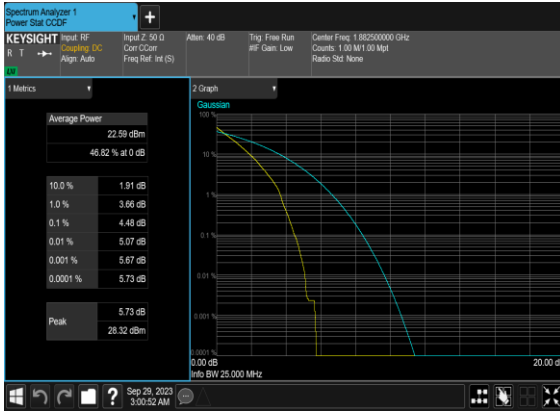 Spectrum Analyzer 1
Power Stat CCDF
KEYSIGHT
R T
Input: RF
Coupling: DC
Align: Auto
Input Z: 50 Ω
Corr CCorr
Freq Ref: Int (S)
Atten: 40 dB
Trig: Free Run
#IF Gain: Low
Center Freq: 1.882500000 GHz
Counts: 1.00 M/1.00 Mpt
Radio Std: None
1 Metrics
Average Power
22.59 dBm
46.82 % at 0 dB
10.0 % 1.91 dB
1.0 % 3.66 dB
0.1 % 4.48 dB
0.01 % 5.07 dB
0.001 % 5.67 dB
0.0001 % 5.73 dB
Peak
5.73 dB
28.32 dBm
2 Graph
Gaussian
100 %
10 %
1 %
0.1 %
0.01 %
0.001 %
0.0001 %
0.00 dB
20.00 d
Info BW 25.000 MHz
Sep 29, 2023
3:00:52 AM